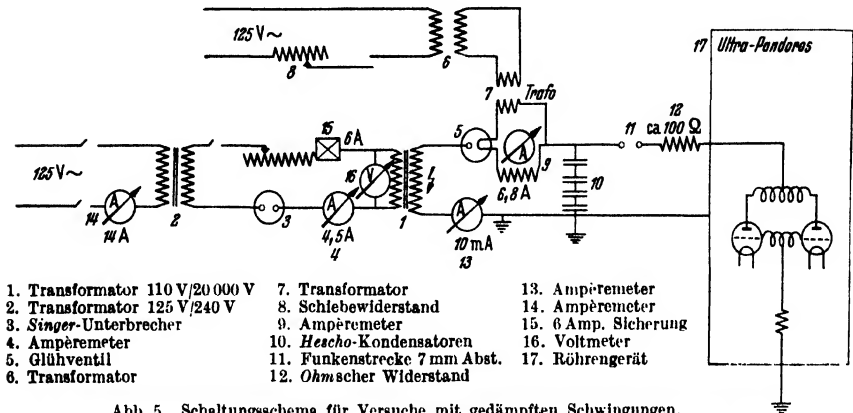 125 V∼
8
6
7 Trafo
17 Ultra-Pandoros
12
ca 100 Ω
11
15
6 A
5
A
9
6,8 A
10
125 V∼
A
14
14 A
2
3
16
V
A
4,5 A
4
1
A
10 mA
13
1. Transformator 110 V/20 000 V
2. Transformator 125 V/240 V
3. Singer-Unterbrecher
4. Ampèremeter
5. Glühventil
6. Transformator
7. Transformator
8. Schiebewiderstand
9. Ampèremeter
10. Hescho-Kondensatoren
11. Funkenstrecke 7 mm Abst.
12. Ohmscher Widerstand
13. Ampèremeter
14. Ampèremeter
15. 6 Amp. Sicherung
16. Voltmeter
17. Röhrengerät
Abb. 5. Schaltungsschema für Versuche mit gedämpften Schwingungen